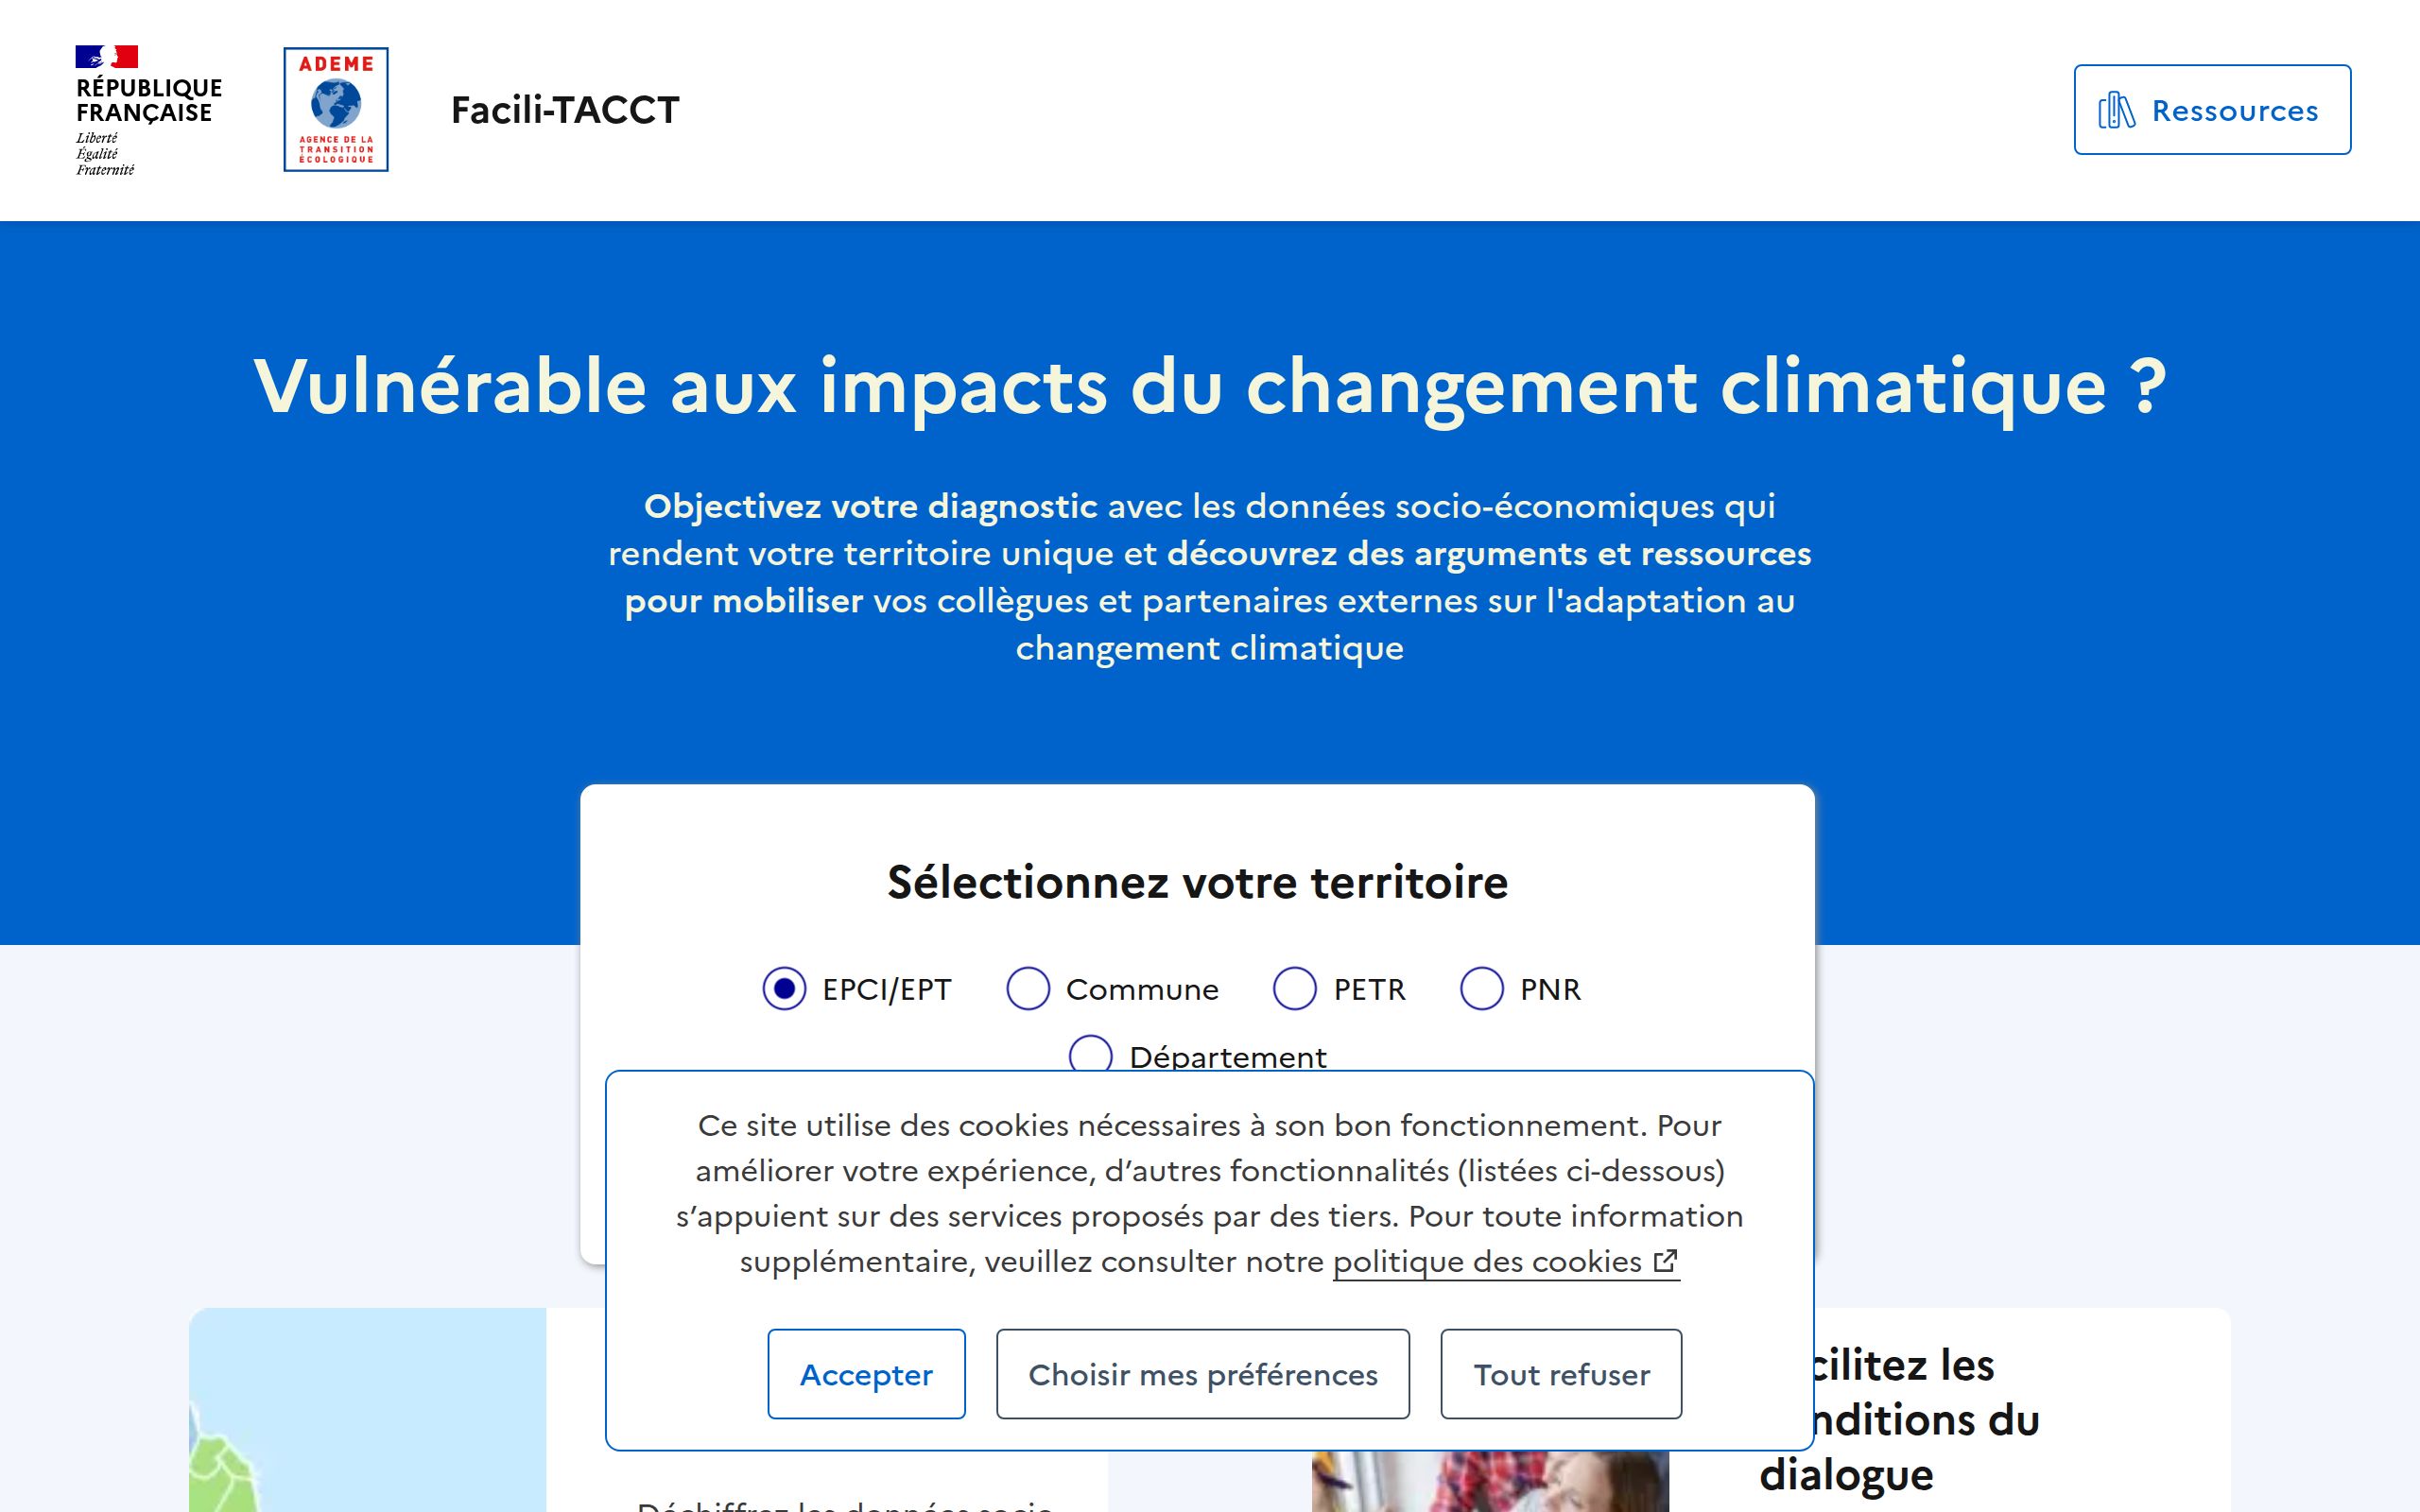 RÉPUBLIQUE
FRANÇAISE
Liberté
Égalité
Fraternité
ADEME
AGENCE DE LA
TRANSITION
ÉCOLOGIQUE
Facili-TACCT
Ressources
Vulnérable aux impacts du changement climatique ?
Objectivez votre diagnostic avec les données socio-économiques qui
rendent votre territoire unique et découvrez des arguments et ressources
pour mobiliser vos collègues et partenaires externes sur l'adaptation au
changement climatique
Sélectionnez votre territoire
EPCI/EPT
Commune
PETR
PNR
Département
Ce site utilise des cookies nécessaires à son bon fonctionnement. Pour
améliorer votre expérience, d’autres fonctionnalités (listées ci-dessous)
s’appuient sur des services proposés par des tiers. Pour toute information
supplémentaire, veuillez consulter notre politique des cookies
Accepter
Choisir mes préférences
Tout refuser
cilitez les
nditions du
dialogue
Déchiffrez les données socio-